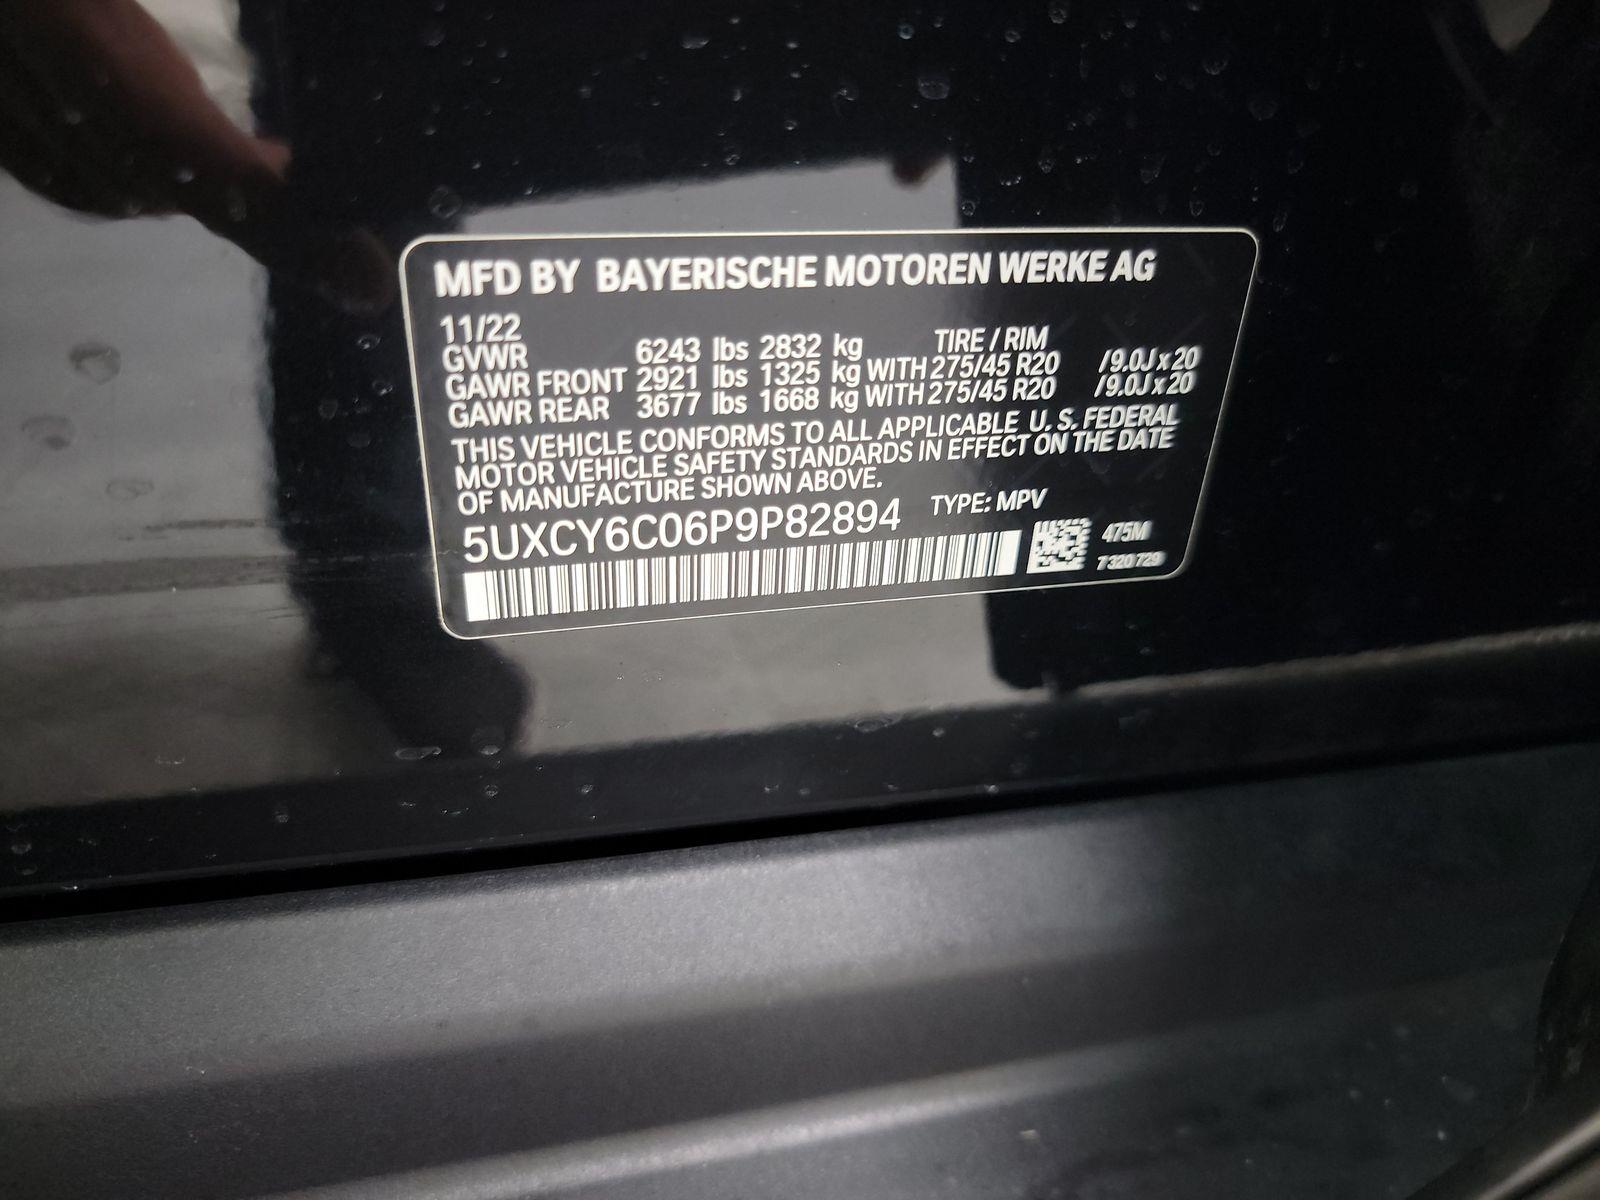 MFD BY BAYERISCHE MOTOREN WERKE AG
11/22
GVWR 6243 lbs 2832 kg TIRE / RIM
GAWR FRONT 2921 lbs 1325 kg WITH 275/45 R20 /9.0J x 20
GAWR REAR 3677 lbs 1668 kg WITH 275/45 R20 /9.0J x 20
THIS VEHICLE CONFORMS TO ALL APPLICABLE U. S. FEDERAL
MOTOR VEHICLE SAFETY STANDARDS IN EFFECT ON THE DATE
OF MANUFACTURE SHOWN ABOVE.
5UXCY6C06P9P82894 TYPE: MPV
475M
7320729